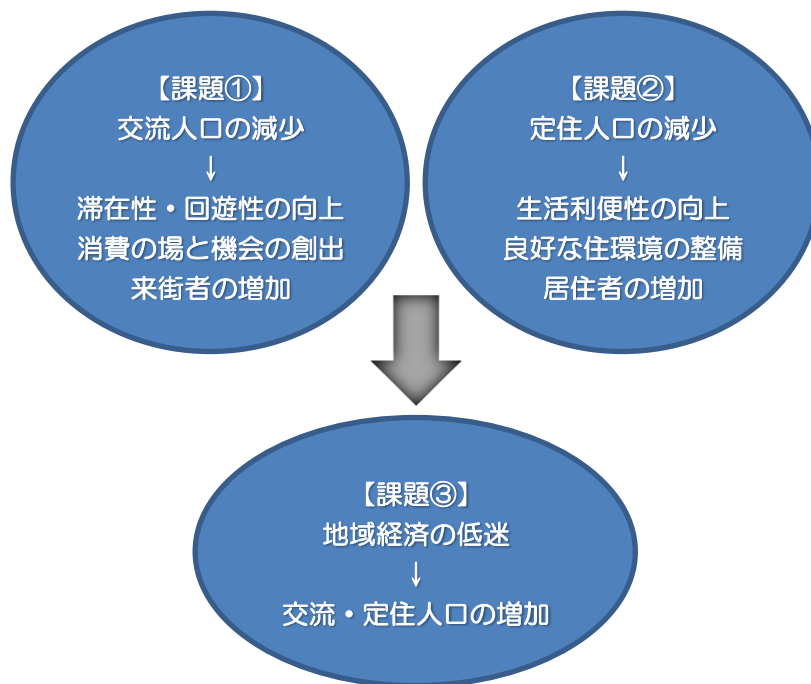 【課題①】
交流人口の減少
↓
滞在性・回遊性の向上
消費の場と機会の創出
来街者の増加
【課題②】
定住人口の減少
↓
生活利便性の向上
良好な住環境の整備
居住者の増加
【課題③】
地域経済の低迷
↓
交流・定住人口の増加